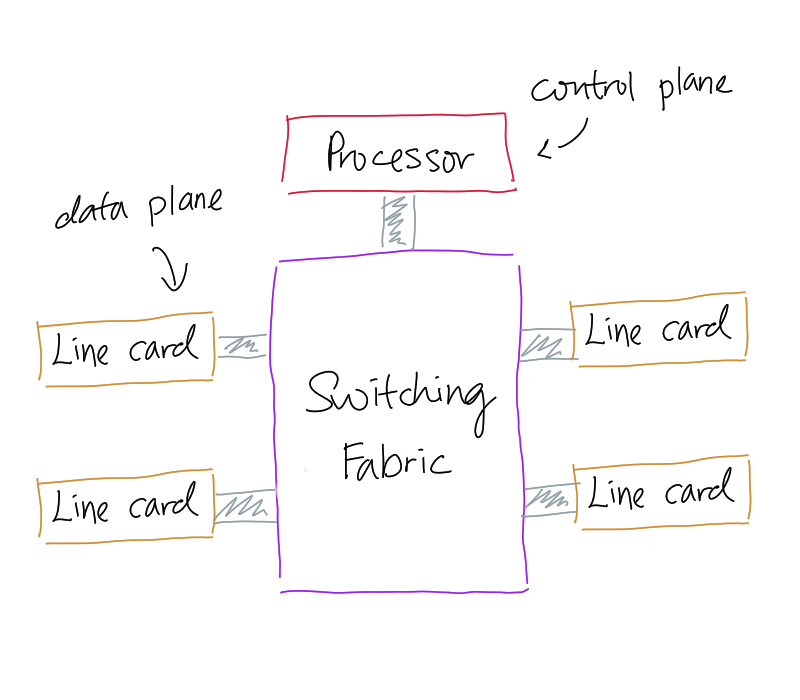 control plane
Processor
data plane
Line card
Line card
Switching
Fabric
Line card
Line card